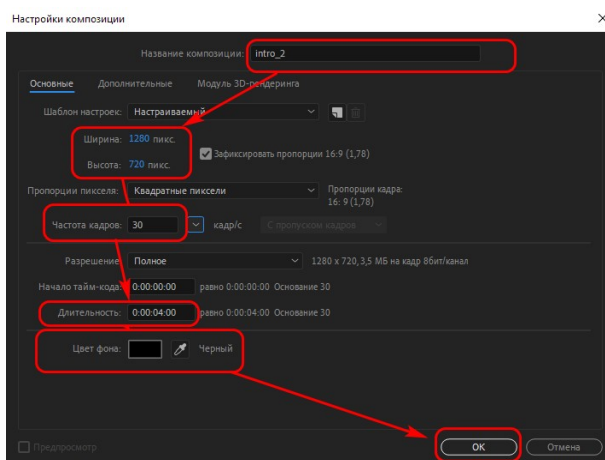 Настройки композиции
Название композиции: intro_2
Основные Дополнительные Модуль 3D-рендеринга
Шаблон настроек: Настраиваемый
Ширина: 1280 пикс.
Зафиксировать пропорции 16:9 (1,78)
Высота: 720 пикс.
Пропорции пикселя: Квадратные пиксели Пропорции кадра:
16: 9 (1,78)
Частота кадров: 30 кадр/с С пропуском кадров
Разрешение: Полное 1280 x 720, 3,5 МБ на кадр 8бит/канал
Начало тайм-кода: 0:00:00:00 равно 0:00:00:00 Основание 30
Длительность: 0:00:04:00 равно 0:00:04:00 Основание 30
Цвет фона: Черный
Предпросмотр ОК Отмена